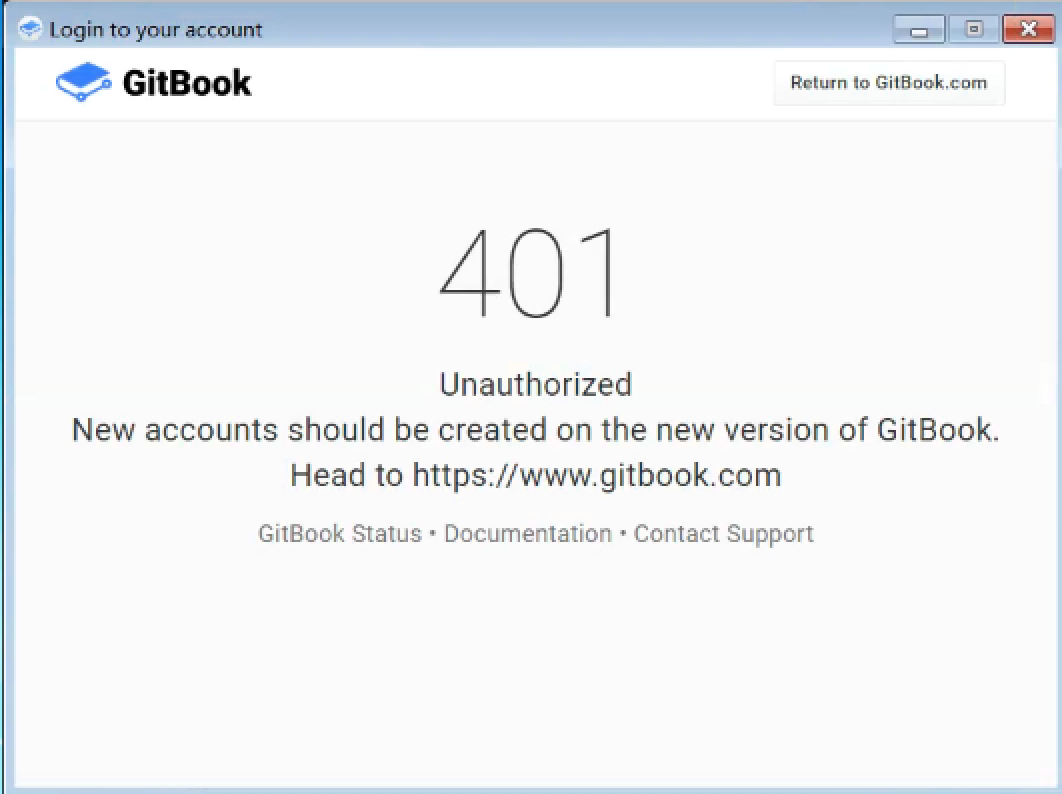 Login to your account
GitBook
Return to GitBook.com
401
Unauthorized
New accounts should be created on the new version of GitBook.
Head to https://www.gitbook.com
GitBook Status • Documentation • Contact Support